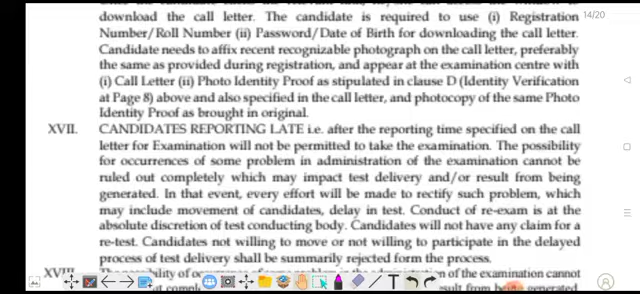 download the call letter. The candidate is required to use (i) Registration
14/20
Number/Roll Number (ii) Password/Date of Birth for downloading the call letter.
Candidate needs to affix recent recognizable photograph on the call letter, preferably
the same as provided during registration, and appear at the examination centre with
(i) Call Letter (ii) Photo Identity Proof as stipulated in clause D (Identity Verification
at Page 8) above and also specified in the call letter, and photocopy of the same Photo
Identity Proof as brought in original.
XVII. CANDIDATES REPORTING LATE i.e. after the reporting time specified on the call
letter for Examination will not be permitted to take the examination. The possibility
for occurrences of some problem in administration of the examination cannot
be ruled out completely which may impact test delivery and/or result from being
generated. In that event, every effort will be made to rectify such problem, which
may include movement of candidates, delay in test. Conduct of re-exam is at the
absolute discretion of test conducting body. Candidates will not have any claim for a
re-test. Candidates not willing to move or not willing to participate in the delayed
process of test delivery shall be summarily rejected form the process.
XVIII. of the examination cannot
result from being generated